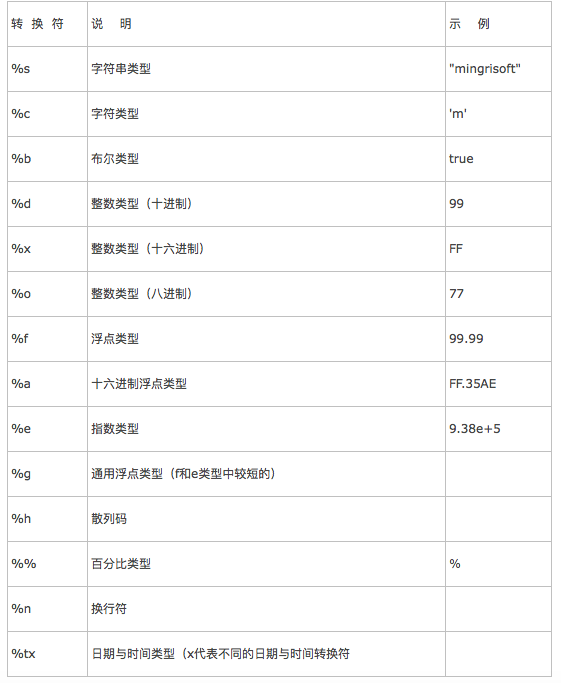 转 换 符 说 明 示 例
%s 字符串类型 "mingrisoft"
%c 字符类型 'm'
%b 布尔类型 true
%d 整数类型（十进制） 99
%x 整数类型（十六进制） FF
%o 整数类型（八进制） 77
%f 浮点类型 99.99
%a 十六进制浮点类型 FF.35AE
%e 指数类型 9.38e+5
%g 通用浮点类型（f和e类型中较短的）
%h 散列码
%% 百分比类型 %
%n 换行符
%tx 日期与时间类型（x代表不同的日期与时间转换符